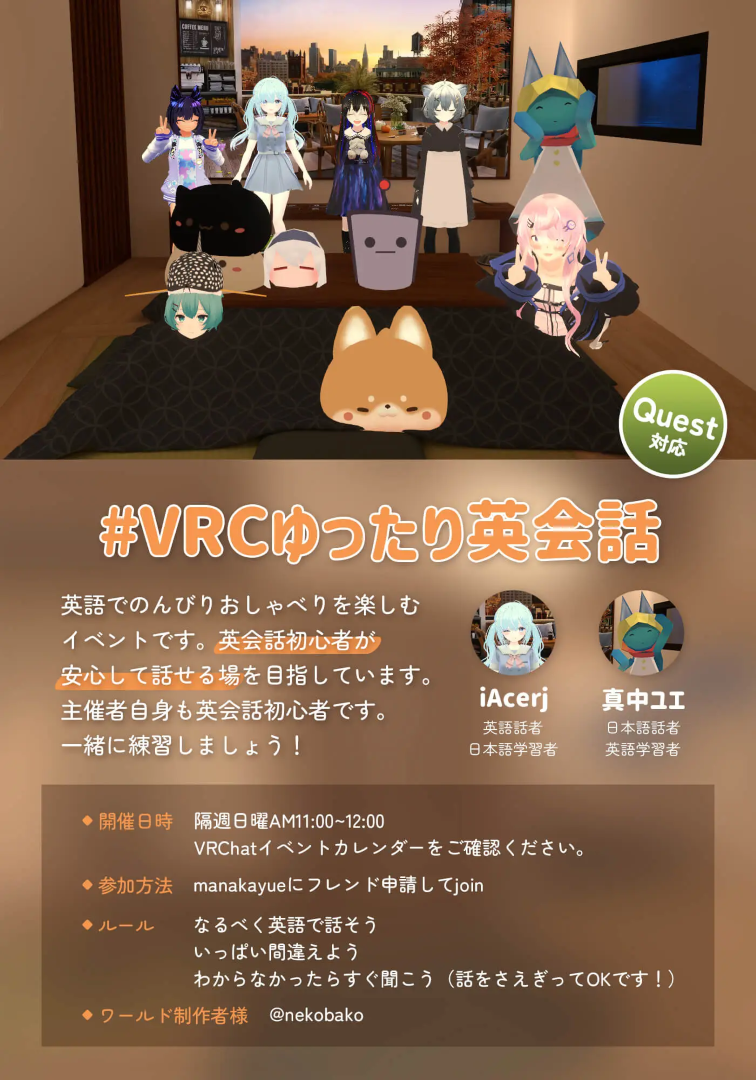 COFFEE MENU
Quest
対応
#VRCゆったり英会話
英語でのんびりおしゃべりを楽しむ
イベントです。英会話初心者が
安心して話せる場を目指しています。
主催者自身も英会話初心者です。
一緒に練習しましょう！
iAcerj
英語話者
日本語学習者
真中ユエ
日本語話者
英語学習者
◆開催日時 隔週日曜AM11:00~12:00
VRChatイベントカレンダーをご確認ください。
◆参加方法 manakayueにフレンド申請してjoin
◆ルール なるべく英語で話そう
いっぱい間違えよう
わからなかったらすぐ聞こう（話をさえぎってOKです！）
◆ワールド制作者様 @nekobako